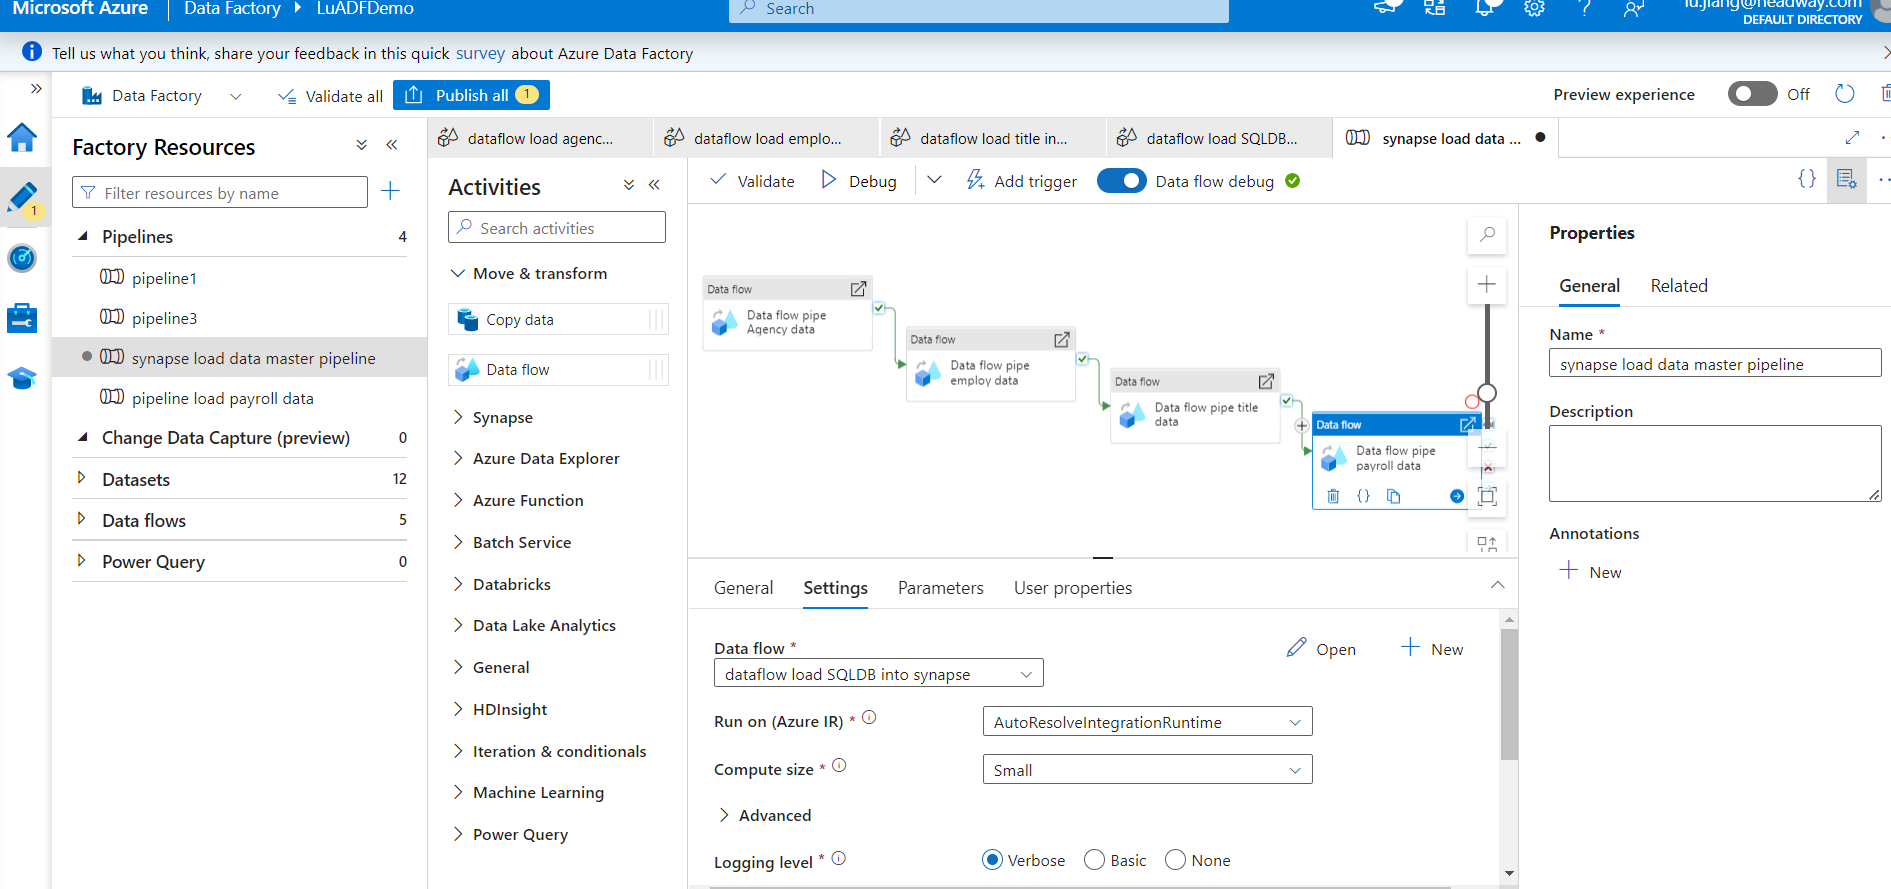 Microsoft Azure
Data Factory
LuADFDemo
Search
DEFAULT DIRECTORY
Tell us what you think, share your feedback in this quick survey about Azure Data Factory
Data Factory
Validate all
Publish all 1
Preview experience
Off
Factory Resources
Filter resources by name
1
Pipelines 4
pipeline1
pipeline3
synapse load data master pipeline
pipeline load payroll data
Change Data Capture (preview) 0
Datasets 12
Data flows 5
Power Query 0
dataflow load agenc...
dataflow load emplo...
dataflow load title in...
dataflow load SQLDB...
synapse load data ...
Activities
Search activities
Move & transform
Copy data
Data flow
Synapse
Azure Data Explorer
Azure Function
Batch Service
Databricks
Data Lake Analytics
General
HDInsight
Iteration & conditionals
Machine Learning
Power Query
Validate
Debug
Add trigger
Data flow debug
Data flow
Data flow pipe
Agency data
Data flow
Data flow pipe
employ data
Data flow
Data flow pipe title
data
Data flow
Data flow pipe
payroll data
General
Settings
Parameters
User properties
Data flow *
Open
New
dataflow load SQLDB into synapse
Run on (Azure IR) *
AutoResolveIntegrationRuntime
Compute size *
Small
Advanced
Logging level *
Verbose
Basic
None
Properties
General
Related
Name *
synapse load data master pipeline
Description
Annotations
New